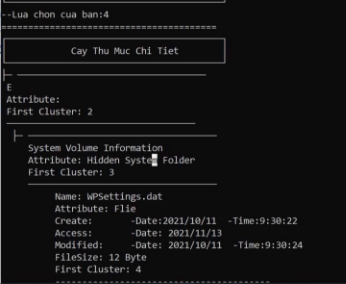 --Lua chon cua ban:4
Cay Thu Muc Chi Tiet
E
Attribute:
First Cluster: 2
System Volume Information
Attribute: Hidden System Folder
First Cluster: 3
Name: WPSettings.dat
Attribute: Flie
Create: -Date:2021/10/11 -Time:9:30:22
Access: -Date: 2021/11/13
Modified: -Date: 2021/10/11 -Time:9:30:24
FileSize: 12 Byte
First Cluster: 4